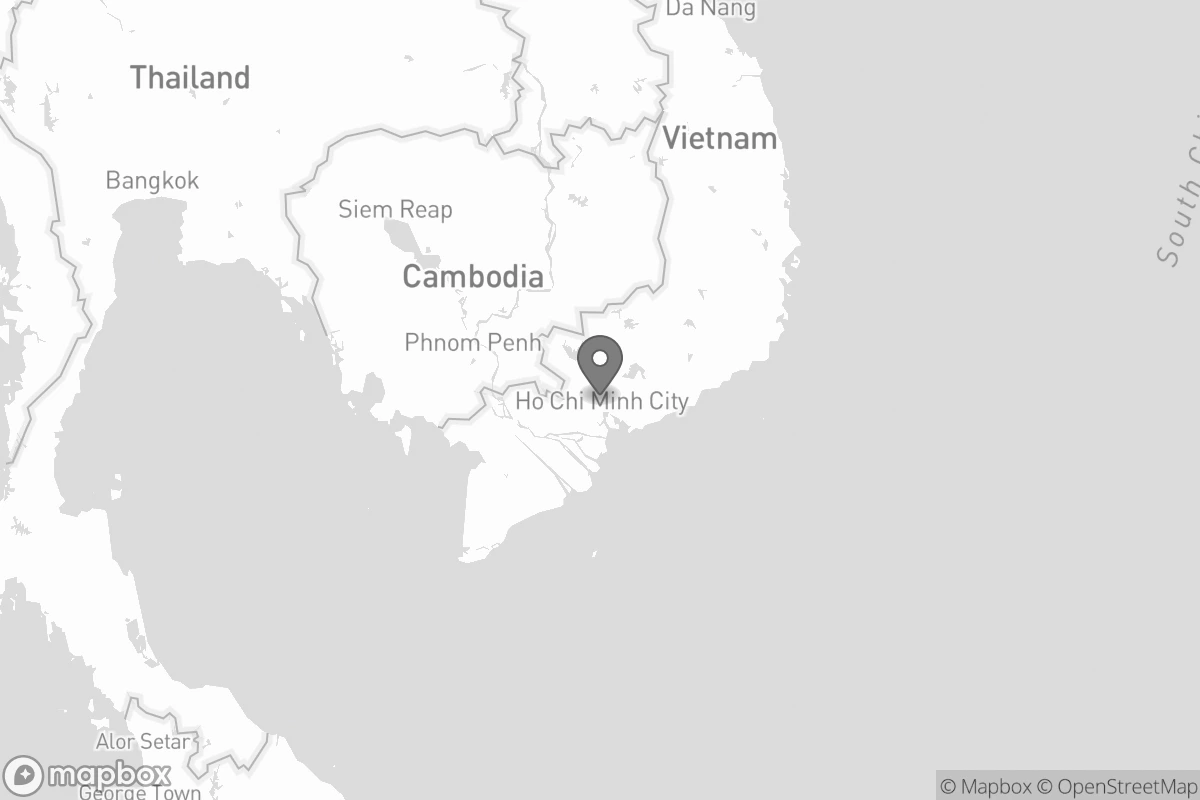 Da Nang
Thailand
Vietnam
Bangkok
Siem Reap
South Chi
Cambodia
Phnom Penh
Ho Chi Minh City
Alor Setar
mapbox
George Town
© Mapbox © OpenStreetMap